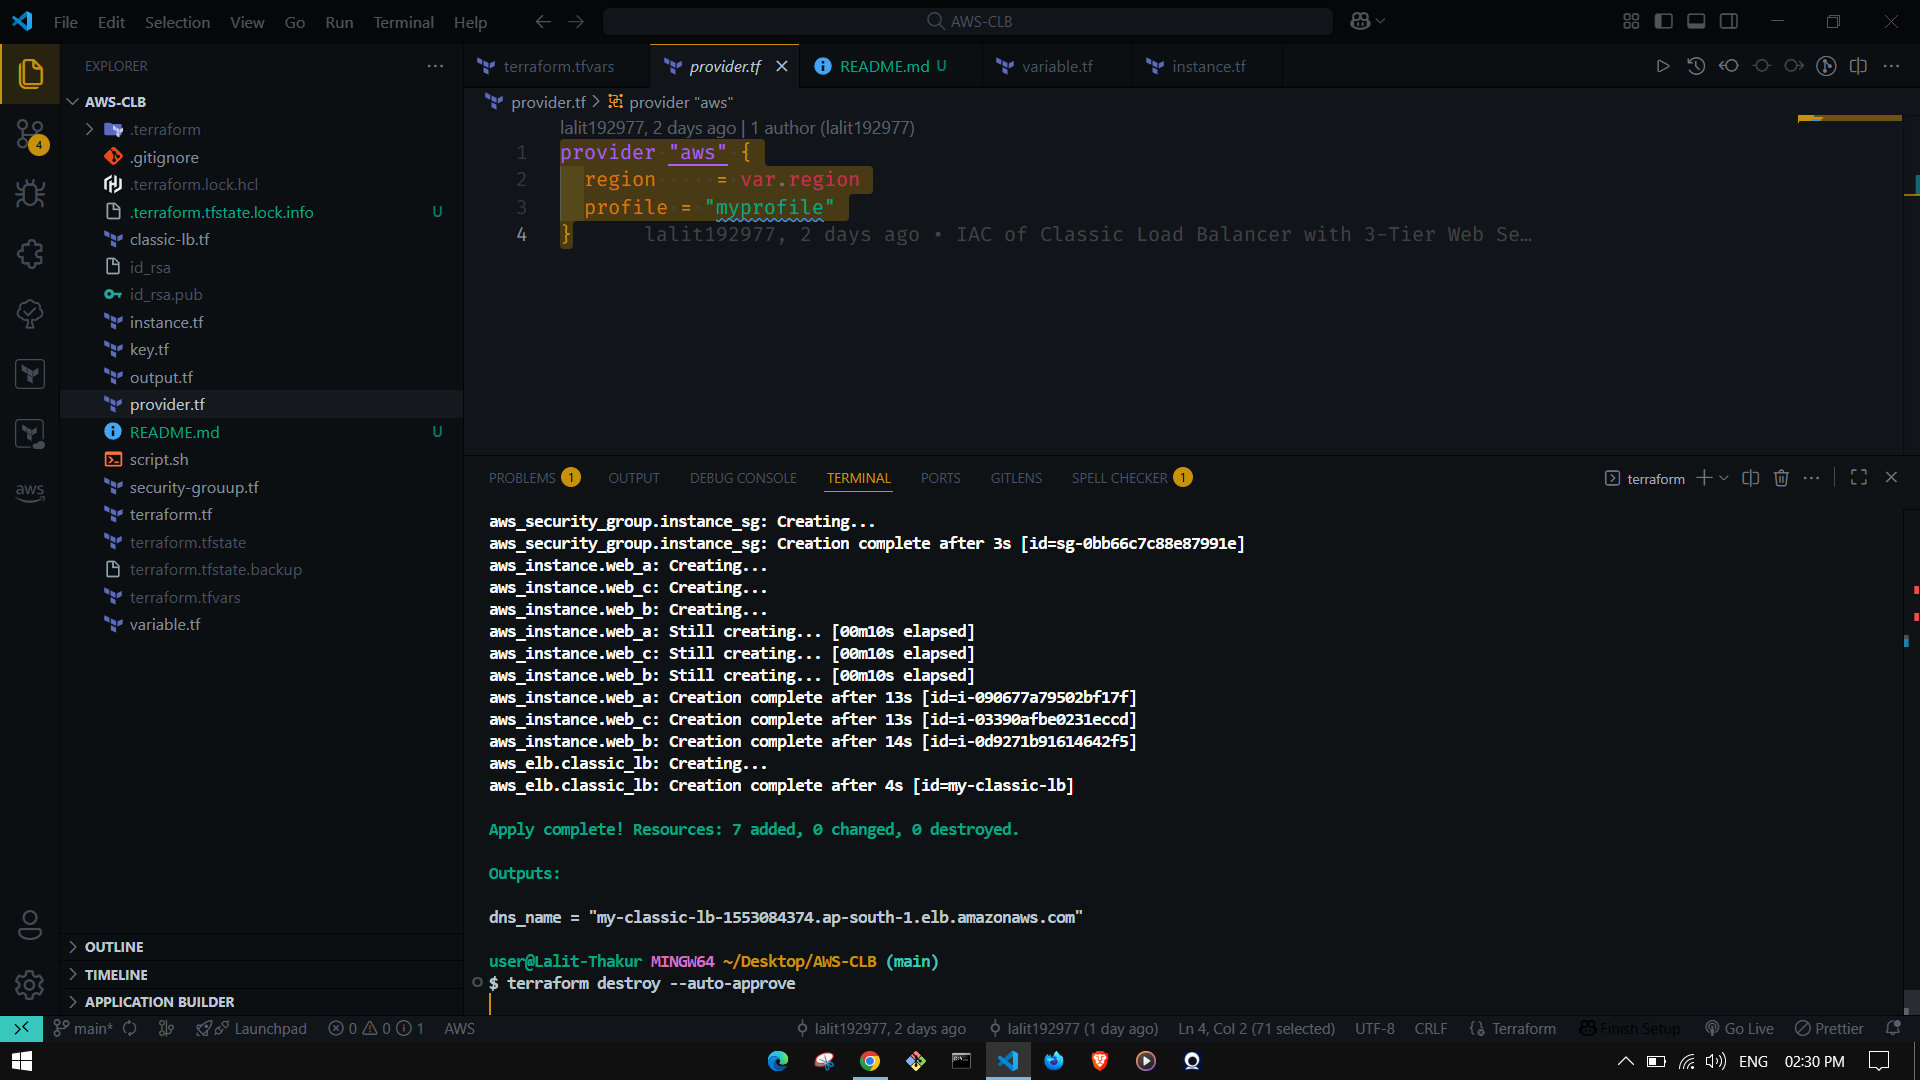 File Edit Selection View Go Run Terminal Help
AWS-CLB
EXPLORER
AWS-CLB
.terraform
.gitignore
.terraform.lock.hcl
.terraform.tfstate.lock.info U
classic-lb.tf
id_rsa
id_rsa.pub
instance.tf
key.tf
output.tf
provider.tf
README.md U
script.sh
security-grouup.tf
terraform.tf
terraform.tfstate
terraform.tfstate.backup
terraform.tfvars
variable.tf
OUTLINE
TIMELINE
APPLICATION BUILDER
4
aws
terraform.tfvars provider.tf README.md U variable.tf instance.tf
provider.tf > provider "aws"
lalit192977, 2 days ago | 1 author (lalit192977)
1 provider "aws" {
2 region = var.region
3 profile = "myprofile"
4 } lalit192977, 2 days ago • IAC of Classic Load Balancer with 3-Tier Web Se…
PROBLEMS 1 OUTPUT DEBUG CONSOLE TERMINAL PORTS GITLENS SPELL CHECKER 1 terraform
aws_security_group.instance_sg: Creating...
aws_security_group.instance_sg: Creation complete after 3s [id=sg-0bb66c7c88e87991e]
aws_instance.web_a: Creating...
aws_instance.web_c: Creating...
aws_instance.web_b: Creating...
aws_instance.web_a: Still creating... [00m10s elapsed]
aws_instance.web_c: Still creating... [00m10s elapsed]
aws_instance.web_b: Still creating... [00m10s elapsed]
aws_instance.web_a: Creation complete after 13s [id=i-090677a79502bf17f]
aws_instance.web_c: Creation complete after 13s [id=i-03390afbe0231eccd]
aws_instance.web_b: Creation complete after 14s [id=i-0d9271b91614642f5]
aws_elb.classic_lb: Creating...
aws_elb.classic_lb: Creation complete after 4s [id=my-classic-lb]
Apply complete! Resources: 7 added, 0 changed, 0 destroyed.
Outputs:
dns_name = "my-classic-lb-1553084374.ap-south-1.elb.amazonaws.com"
user@Lalit-Thakur MINGW64 ~/Desktop/AWS-CLB (main)
$ terraform destroy --auto-approve
main* Launchpad 0 0 1 AWS lalit192977, 2 days ago lalit192977 (1 day ago) Ln 4, Col 2 (71 selected) UTF-8 CRLF {} Terraform Finish Setup Go Live Prettier
ENG 02:30 PM